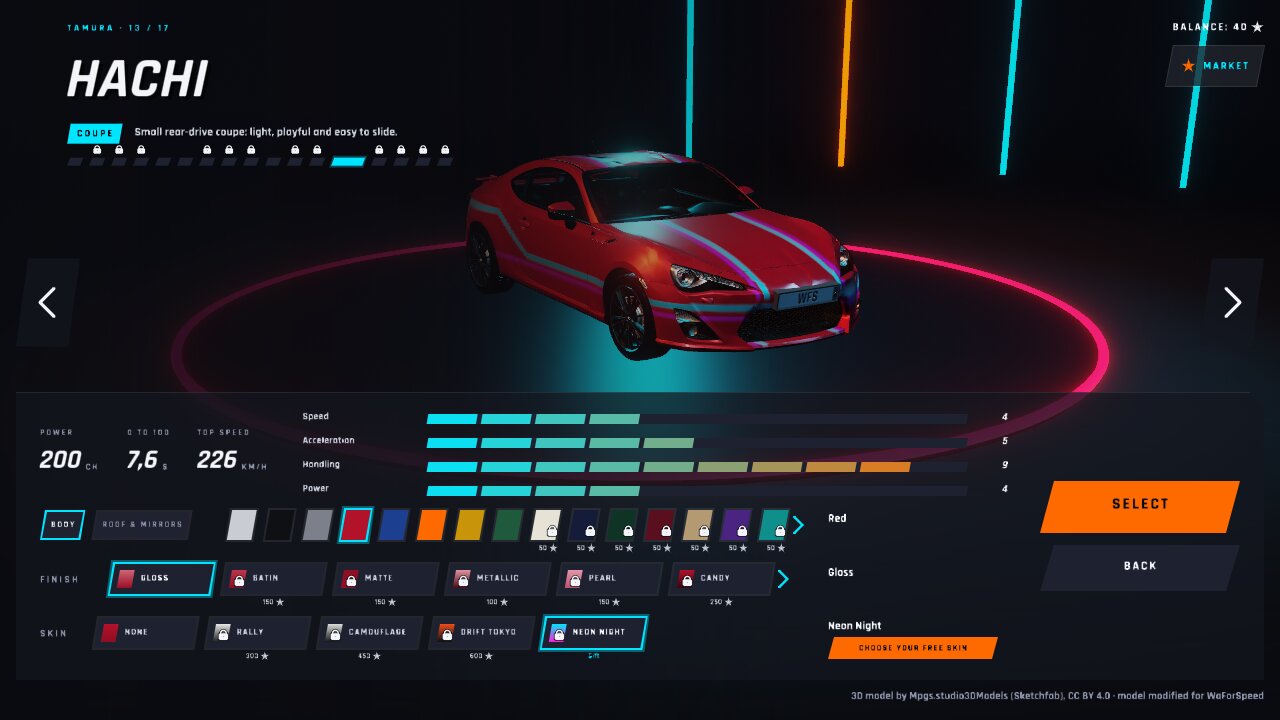 TAMURA · 13 / 17
BALANCE: 40 ★
MARKET
HACHI
COUPE
Small rear-drive coupe: light, playful and easy to slide.
WFS
POWER
200 CH
0 TO 100
7,6 S
TOP SPEED
226 KM/H
Speed 4
Acceleration 5
Handling 9
Power 4
SELECT
BACK
BODY
ROOF & MIRRORS
50 ★ 50 ★ 50 ★ 50 ★ 50 ★ 50 ★ 50 ★
Red
FINISH
GLOSS
SATIN
MATTE
METALLIC
PEARL
CANDY
150 ★ 150 ★ 100 ★ 150 ★ 250 ★
Gloss
SKIN
NONE
RALLY
CAMOUFLAGE
DRIFT TOKYO
NEON NIGHT
300 ★ 450 ★ 600 ★ Gift
Neon Night
CHOOSE YOUR FREE SKIN
3D model by Mpgs.studio3DModels (Sketchfab), CC BY 4.0 · model modified for WaForSpeed